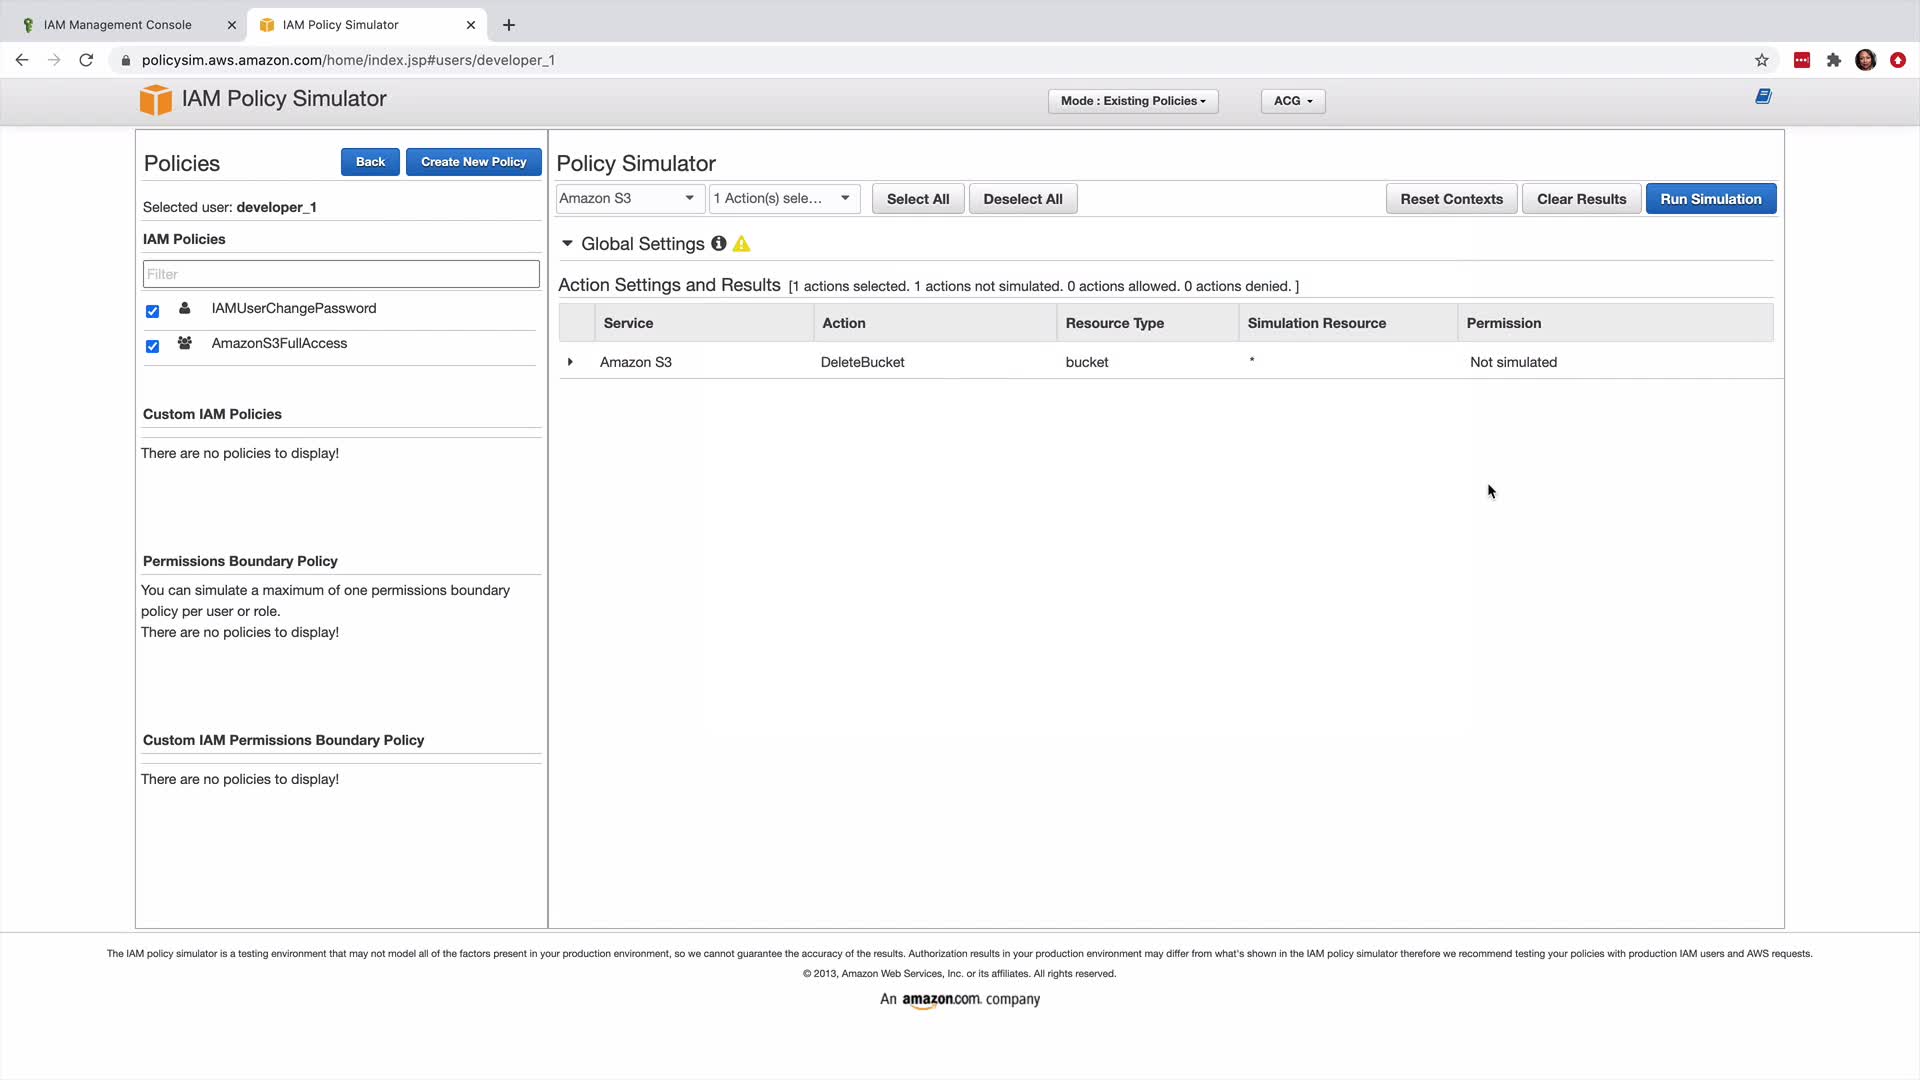 IAM Management Console
IAM Policy Simulator
policysim.aws.amazon.com/home/index.jsp#users/developer_1
IAM Policy Simulator
Mode : Existing Policies
ACG
Policies
Back
Create New Policy
Selected user: developer_1
IAM Policies
Filter
IAMUserChangePassword
AmazonS3FullAccess
Custom IAM Policies
There are no policies to display!
Permissions Boundary Policy
You can simulate a maximum of one permissions boundary
policy per user or role.
There are no policies to display!
Custom IAM Permissions Boundary Policy
There are no policies to display!
Policy Simulator
Amazon S3
1 Action(s) sele...
Select All
Deselect All
Reset Contexts
Clear Results
Run Simulation
Global Settings
Action Settings and Results [1 actions selected. 1 actions not simulated. 0 actions allowed. 0 actions denied. ]
Service Action Resource Type Simulation Resource Permission
Amazon S3 DeleteBucket bucket * Not simulated
The IAM policy simulator is a testing environment that may not model all of the factors present in your production environment, so we cannot guarantee the accuracy of the results. Authorization results in your production environment may differ from what's shown in the IAM policy simulator therefore we recommend testing your policies with production IAM users and AWS requests.
© 2013, Amazon Web Services, Inc. or its affiliates. All rights reserved.
An amazon.com company